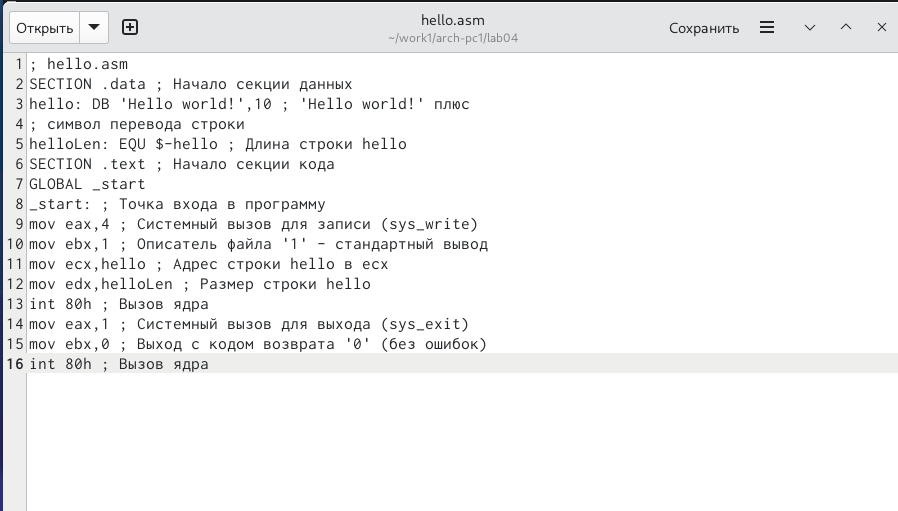 Открыть
hello.asm
~/work1/arch-pc1/lab04
Сохранить
1 ; hello.asm
2 SECTION .data ; Начало секции данных
3 hello: DB 'Hello world!',10 ; 'Hello world!' плюс
4 ; символ перевода строки
5 helloLen: EQU $-hello ; Длина строки hello
6 SECTION .text ; Начало секции кода
7 GLOBAL _start
8 _start: ; Точка входа в программу
9 mov eax,4 ; Системный вызов для записи (sys_write)
10 mov ebx,1 ; Описатель файла '1' - стандартный вывод
11 mov ecx,hello ; Адрес строки hello в ecx
12 mov edx,helloLen ; Размер строки hello
13 int 80h ; Вызов ядра
14 mov eax,1 ; Системный вызов для выхода (sys_exit)
15 mov ebx,0 ; Выход с кодом возврата '0' (без ошибок)
16 int 80h ; Вызов ядра